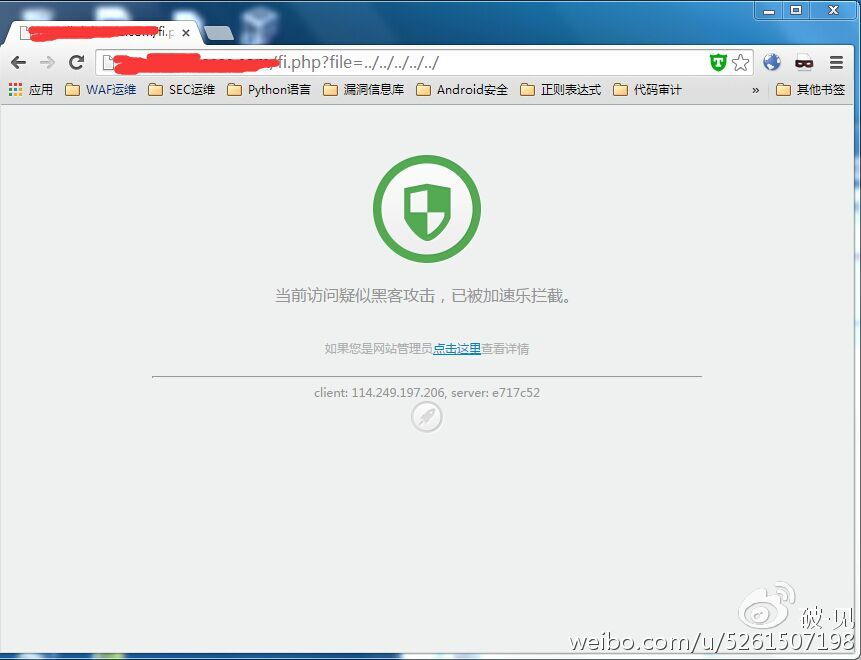 /fi.p
/fi.php?file=../../../../../
应用 WAF运维 SEC运维 Python语言 漏洞信息库 Android安全 正则表达式 代码审计 » 其他书签
当前访问疑似黑客攻击，已被加速乐拦截。
如果您是网站管理员点击这里查看详情
client: 114.249.197.206, server: e717c52
破·见
weibo.com/u/5261507198